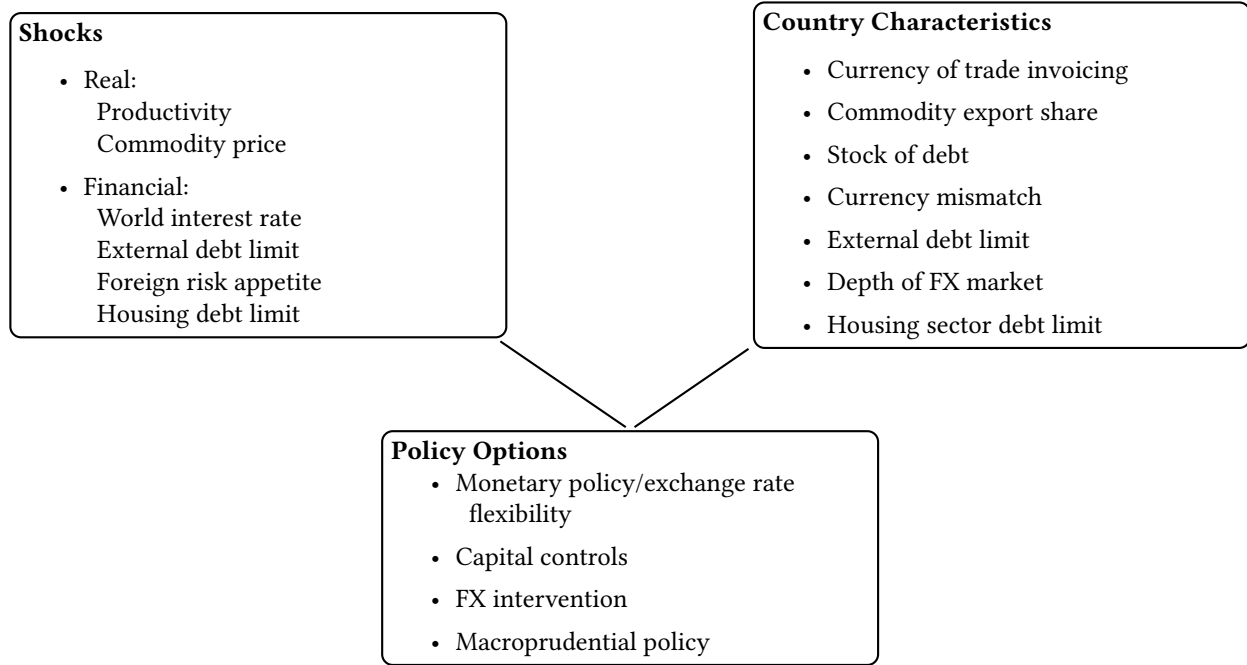 Shocks
• Real:
Productivity
Commodity price
• Financial:
World interest rate
External debt limit
Foreign risk appetite
Housing debt limit
Country Characteristics
• Currency of trade invoicing
• Commodity export share
• Stock of debt
• Currency mismatch
• External debt limit
• Depth of FX market
• Housing sector debt limit
Policy Options
• Monetary policy/exchange rate
flexibility
• Capital controls
• FX intervention
• Macroprudential policy